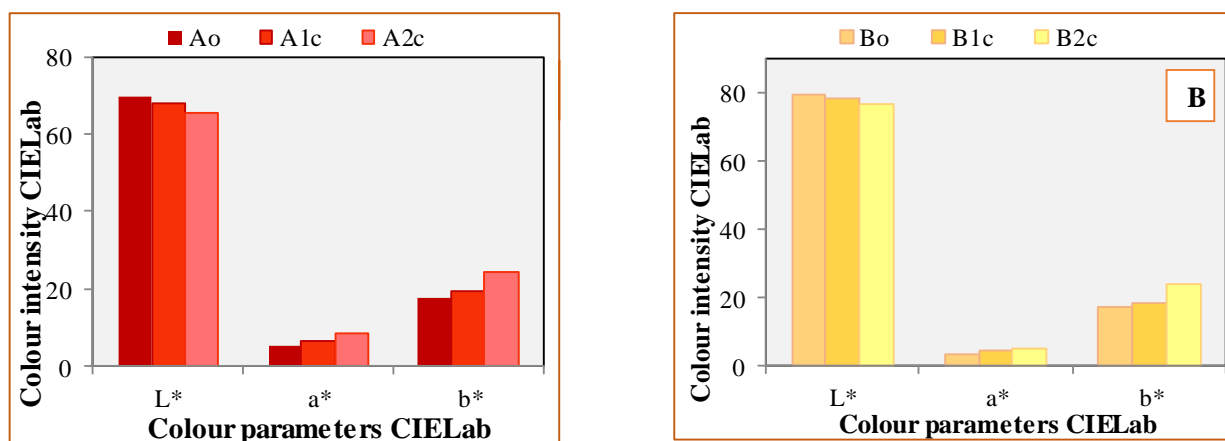 Ao A1c A2c
80
60
40
20
0
Colour intensity CIELab
L* a* b*
Colour parameters CIELab
Bo B1c B2c
B
80
60
40
20
0
Colour intensity CIELab
L* a* b*
Colour parameters CIELab